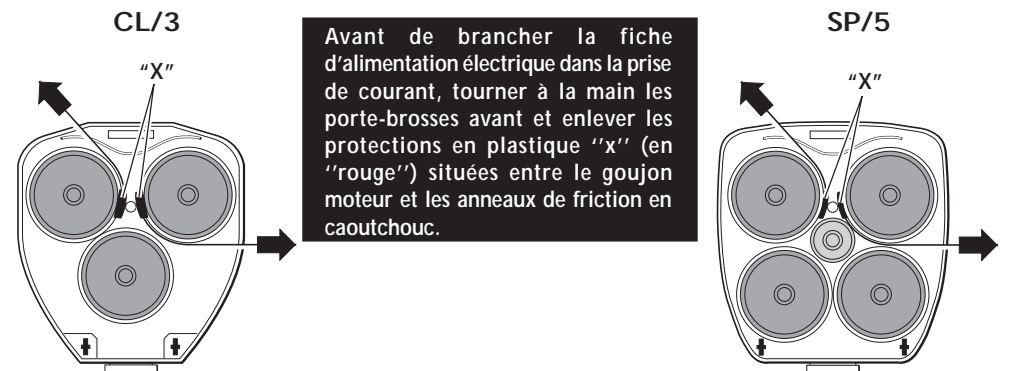 CL/3
“X”
Avant de brancher la fiche
d'alimentation électrique dans la prise
de courant, tourner à la main les
porte-brosses avant et enlever les
protections en plastique ''x'' (en
''rouge'') situées entre le goujon
moteur et les anneaux de friction en
caoutchouc.
SP/5
“X”